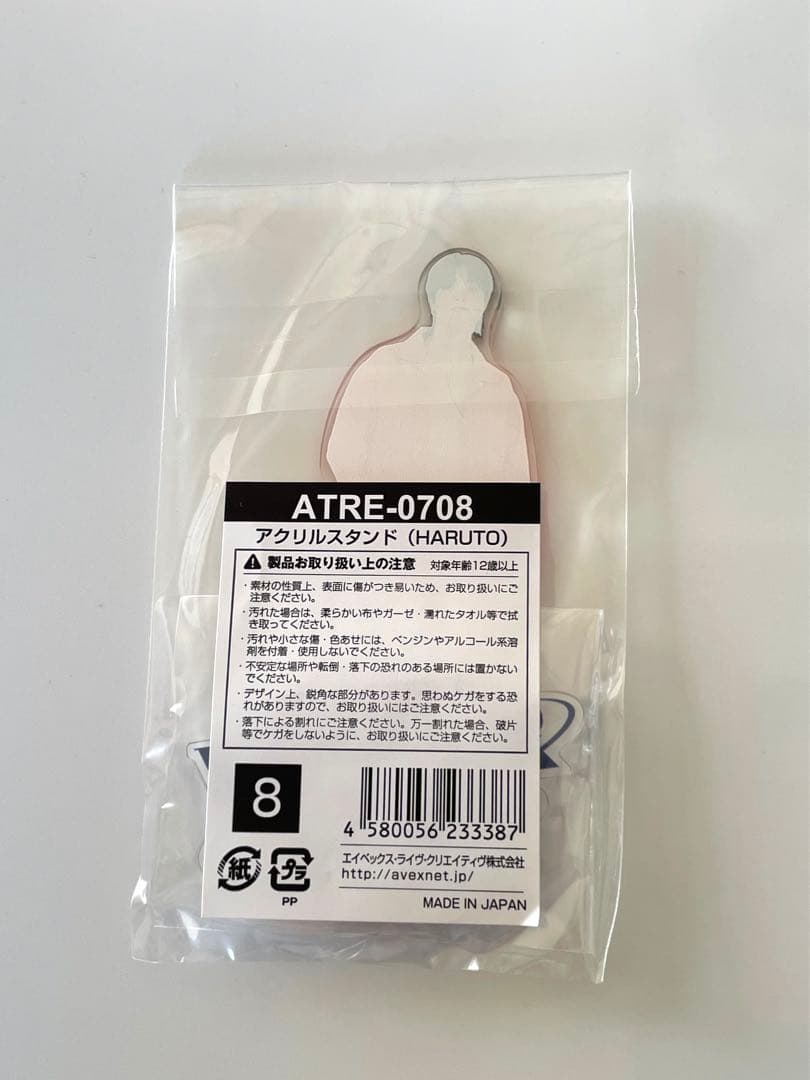 ATRE-0708
アクリルスタンド(HARUTO)
製品お取り扱い上の注意 対象年齢12歳以上
・素材の性質上、表面に傷がつき易いため、お取り扱いにご
注意ください。
・汚れた場合は、柔らかい布やガーゼ・濡れたタオル等で拭
き取ってください。
・汚れや小さな傷・色あせには、ベンジンやアルコール系溶
剤を付着・使用しないでください。
・不安定な場所や転倒・落下の恐れのある場所には置かない
でください。
・デザイン上、鋭角な部分があります。思わぬケガをする恐
れがありますので、お取り扱いにはご注意ください。
・落下による割れにご注意ください。万一割れた場合、破片
等でケガをしないように、お取り扱いにご注意ください。
8
4 580056 233387
紙
プラ
PP
エイベックス・ライヴ・クリエイティヴ株式会社
http://avexnet.jp/
MADE IN JAPAN